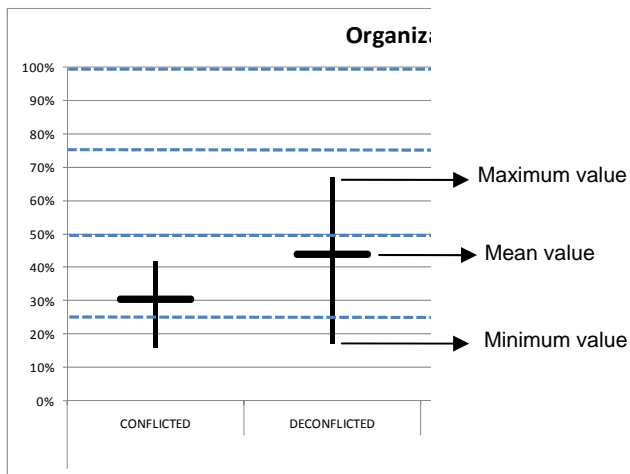 Organiza
100%
90%
80%
70%
60%
50%
40%
30%
20%
10%
0%
Maximum value
Mean value
Minimum value
CONFLICTED
DECONFLICTED